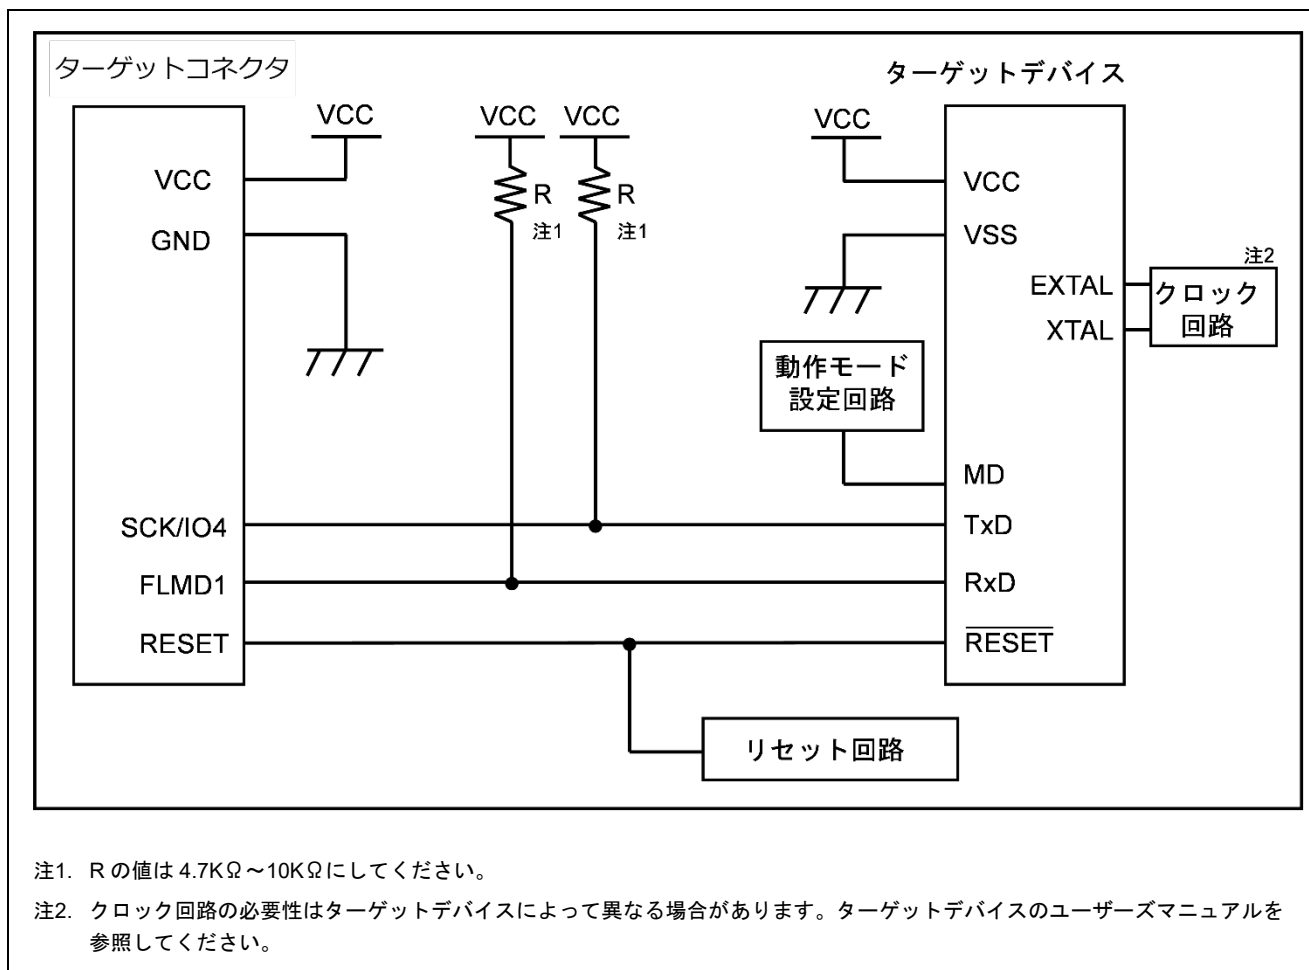 ターゲットコネクタ
ターゲットデバイス
VCC
VCC
VCC
VCC
VCC
GND
R
注1
R
注1
VCC
VSS
注2
EXTAL
XTAL
クロック
回路
動作モード
設定回路
MD
SCK/IO4
TxD
FLMD1
RxD
RESET
RESET
リセット回路
注1. R の値は 4.7KΩ～10KΩにしてください。
注2. クロック回路の必要性はターゲットデバイスによって異なる場合があります。ターゲットデバイスのユーザーズマニュアルを
参照してください。